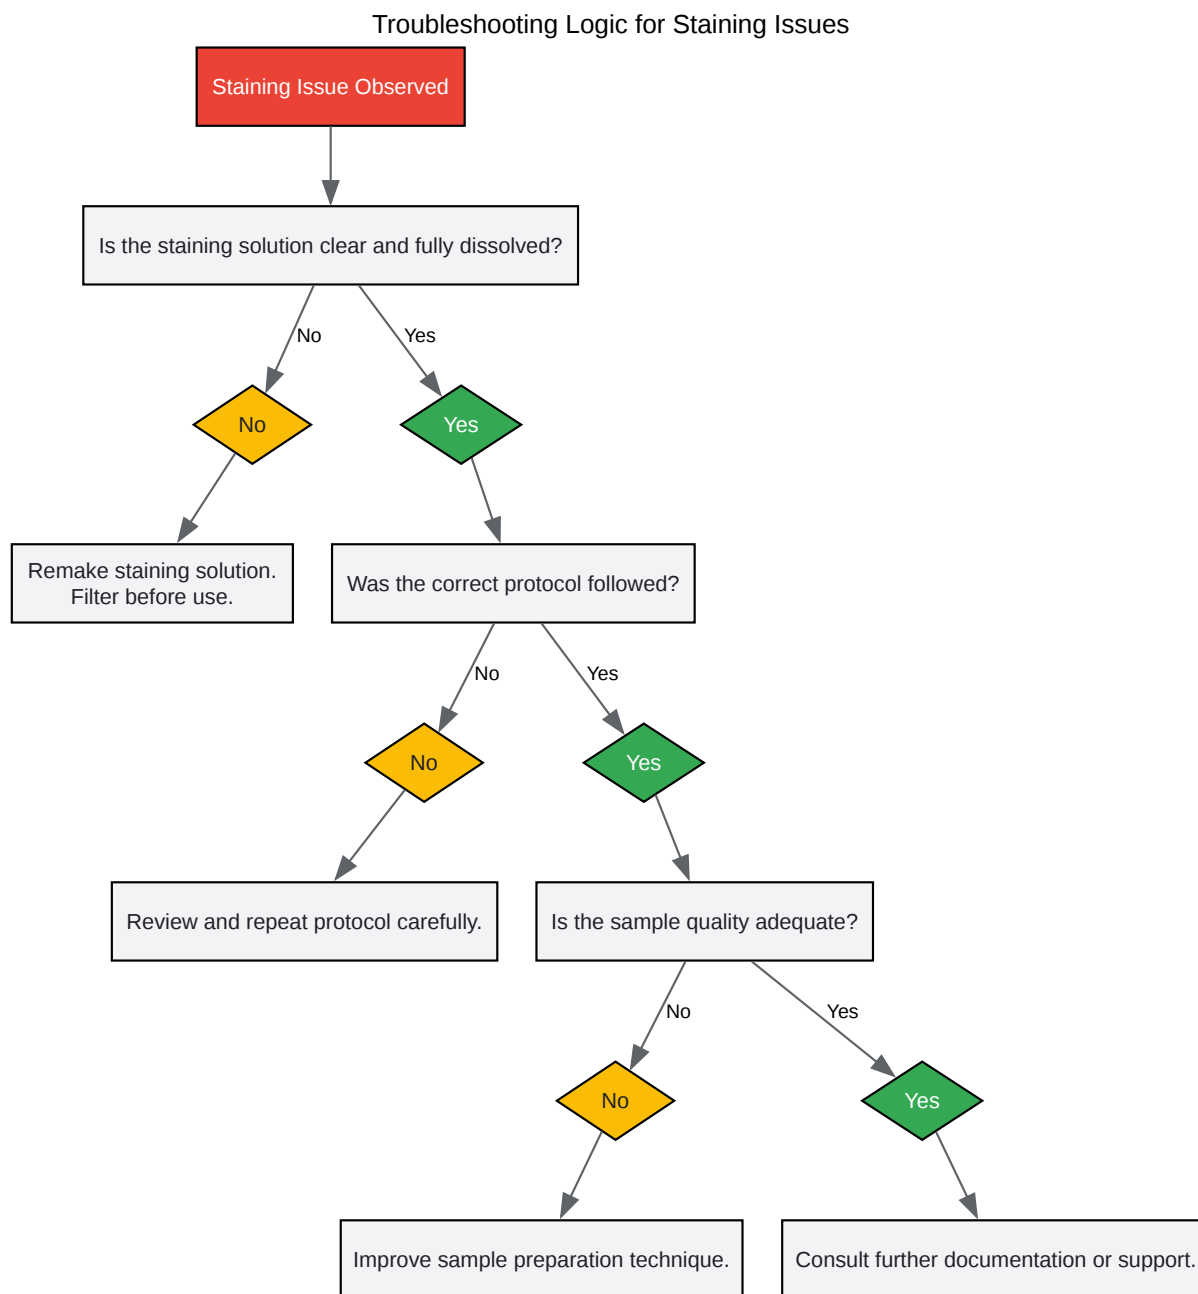 Troubleshooting Logic for Staining Issues
Staining Issue Observed
Is the staining solution clear and fully dissolved?
No
Yes
No
Yes
Remake staining solution.
Filter before use.
Was the correct protocol followed?
No
Yes
No
Yes
Review and repeat protocol carefully.
Is the sample quality adequate?
No
Yes
No
Yes
Improve sample preparation technique.
Consult further documentation or support.